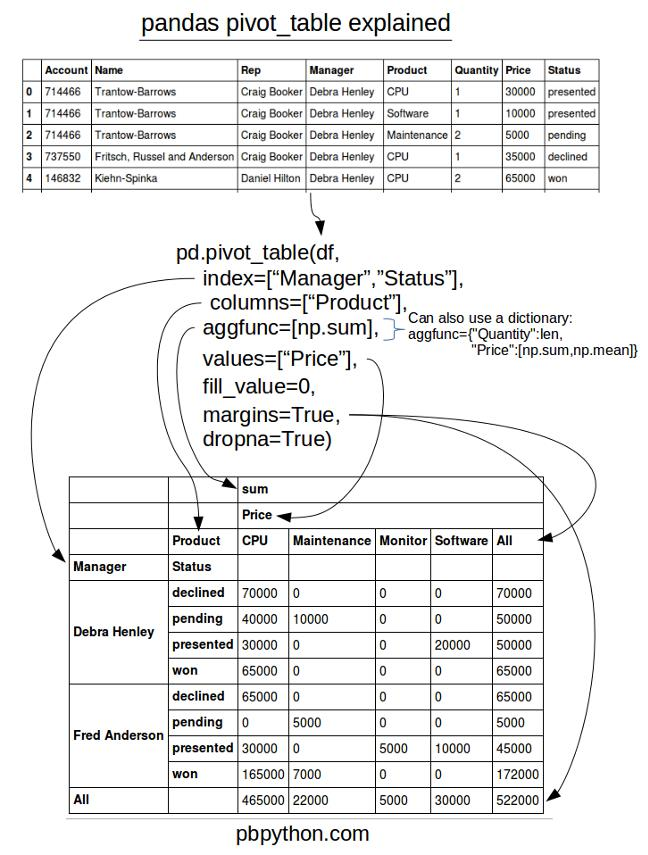 pandas pivot_table explained
Account Name Rep Manager Product Quantity Price Status
0 714466 Trantow-Barrows Craig Booker Debra Henley CPU 1 30000 presented
1 714466 Trantow-Barrows Craig Booker Debra Henley Software 1 10000 presented
2 714466 Trantow-Barrows Craig Booker Debra Henley Maintenance 2 5000 pending
3 737550 Fritsch, Russel and Anderson Craig Booker Debra Henley CPU 1 35000 declined
4 146832 Kiehn-Spinka Daniel Hilton Debra Henley CPU 2 65000 won
pd.pivot_table(df,
index=[“Manager”,”Status”],
columns=[“Product”],
aggfunc=[np.sum],
Can also use a dictionary:
aggfunc={"Quantity":len,
"Price":[np.sum,np.mean]}
values=[“Price”],
fill_value=0,
margins=True,
dropna=True)
sum
Price
Product CPU Maintenance Monitor Software All
Manager Status
Debra Henley declined 70000 0 0 0 70000
pending 40000 10000 0 0 50000
presented 30000 0 0 20000 50000
won 65000 0 0 0 65000
Fred Anderson declined 65000 0 0 0 65000
pending 0 5000 0 0 5000
presented 30000 0 5000 10000 45000
won 165000 7000 0 0 172000
All 465000 22000 5000 30000 522000
pbpython.com